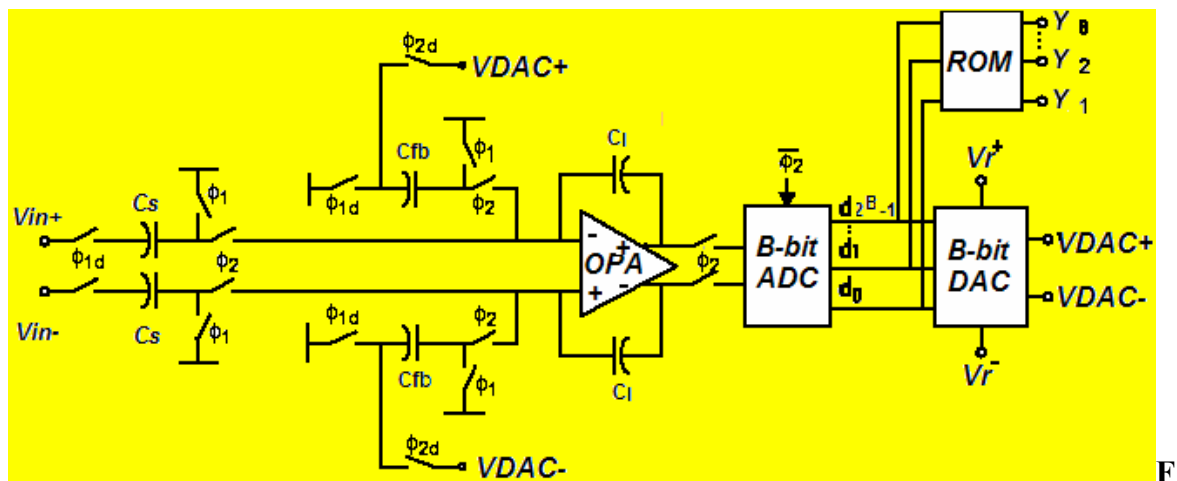 ϕ2d
VDAC+
Cfb
ϕ1
ϕ1d
ϕ2
Vin+
ϕ1d
Cs
ϕ1
ϕ2
Vin-
Cs
ϕ1
ϕ1d
ϕ2
Cfb
ϕ1
ϕ2d
VDAC-
CI
- +
OPA
+ -
CI
ϕ2
ϕ2
B-bit
ADC
d2B-1
d1
d0
ROM
Y B
Y 2
Y 1
Vr+
B-bit
DAC
VDAC+
VDAC-
Vr-
F